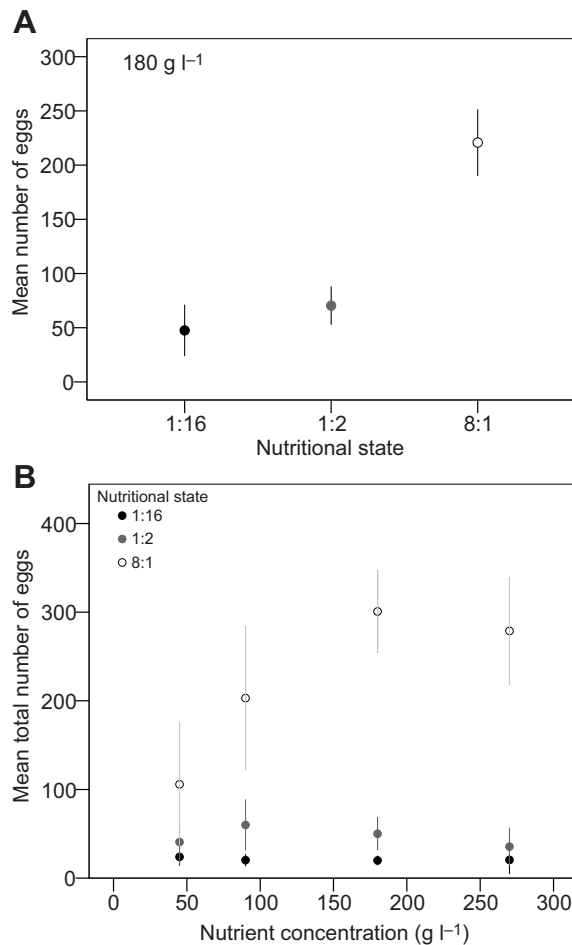 A
180 g l–1
300
250
200
150
100
50
0
Mean number of eggs
1:16 1:2 8:1
Nutritional state
B
Nutritional state
1:16
1:2
8:1
400
300
200
100
0
Mean total number of eggs
0 50 100 150 200 250 300
Nutrient concentration (g l–1)